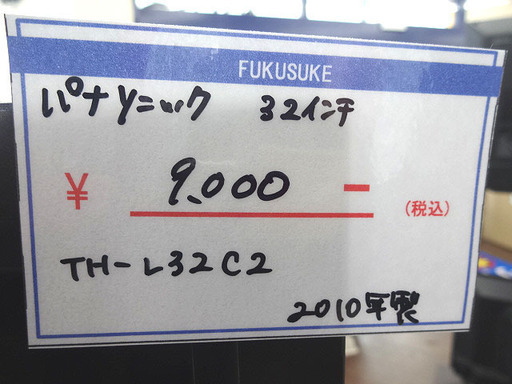 FUKUSUKE
パナソニック 32インチ
¥ 9.000 ー (税込)
TH-L32C2
2010年製